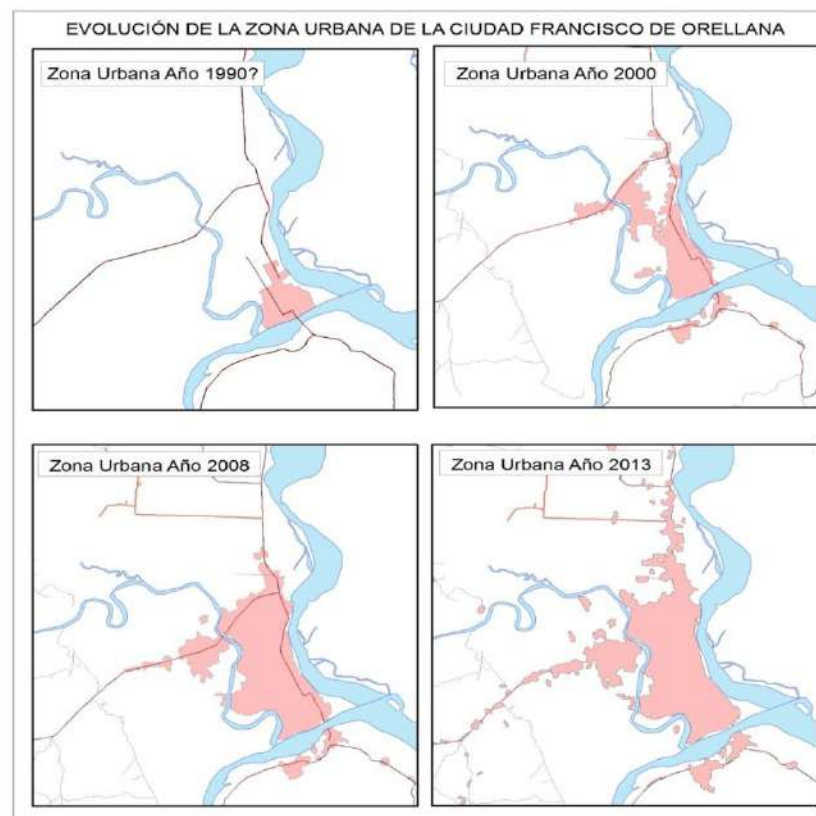 EVOLUCIÓN DE LA ZONA URBANA DE LA CIUDAD FRANCISCO DE ORELLANA
Zona Urbana Año 1990?
Zona Urbana Año 2000
Zona Urbana Año 2008
Zona Urbana Año 2013